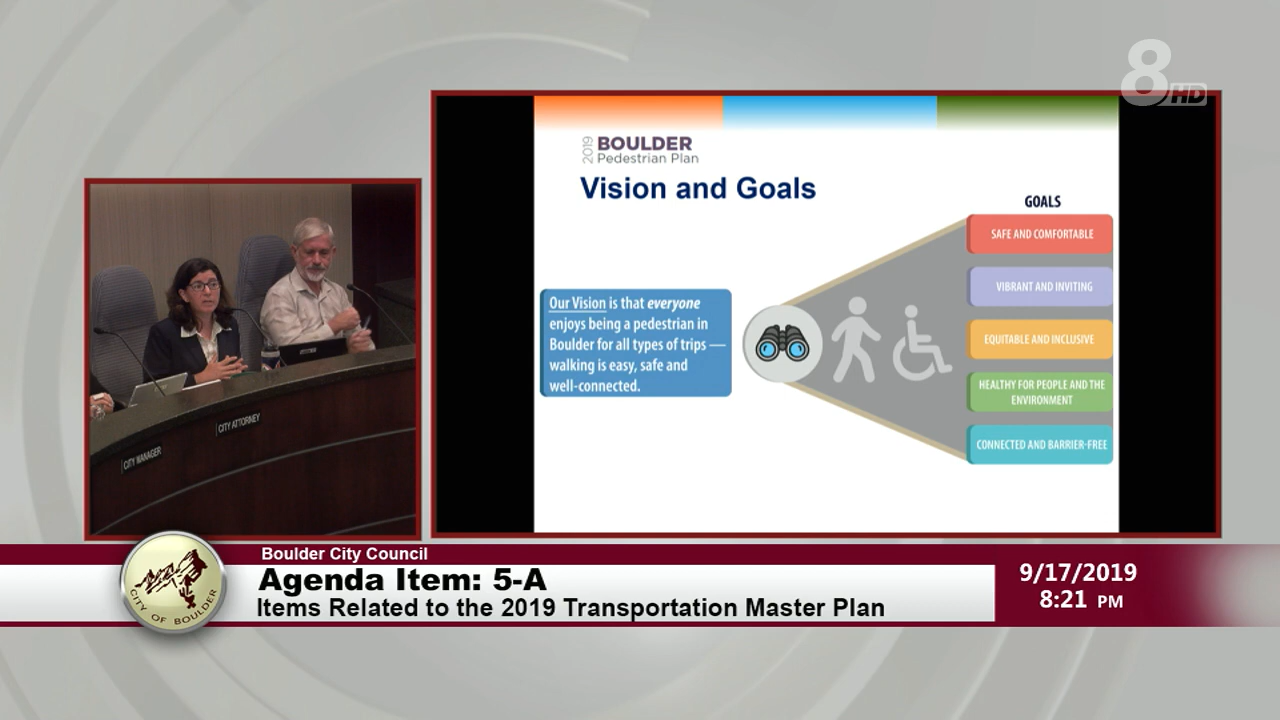 8
HD
2019
BOULDER
Pedestrian Plan
Vision and Goals
GOALS
SAFE AND COMFORTABLE
VIBRANT AND INVITING
EQUITABLE AND INCLUSIVE
HEALTHY FOR PEOPLE AND THE
ENVIRONMENT
CONNECTED AND BARRIER-FREE
Our Vision is that everyone
enjoys being a pedestrian in
Boulder for all types of trips —
walking is easy, safe and
well-connected.
CITY MANAGER
CITY ATTORNEY
Boulder City Council
Agenda Item: 5-A
Items Related to the 2019 Transportation Master Plan
CITY OF BOULDER
9/17/2019
8:21 PM